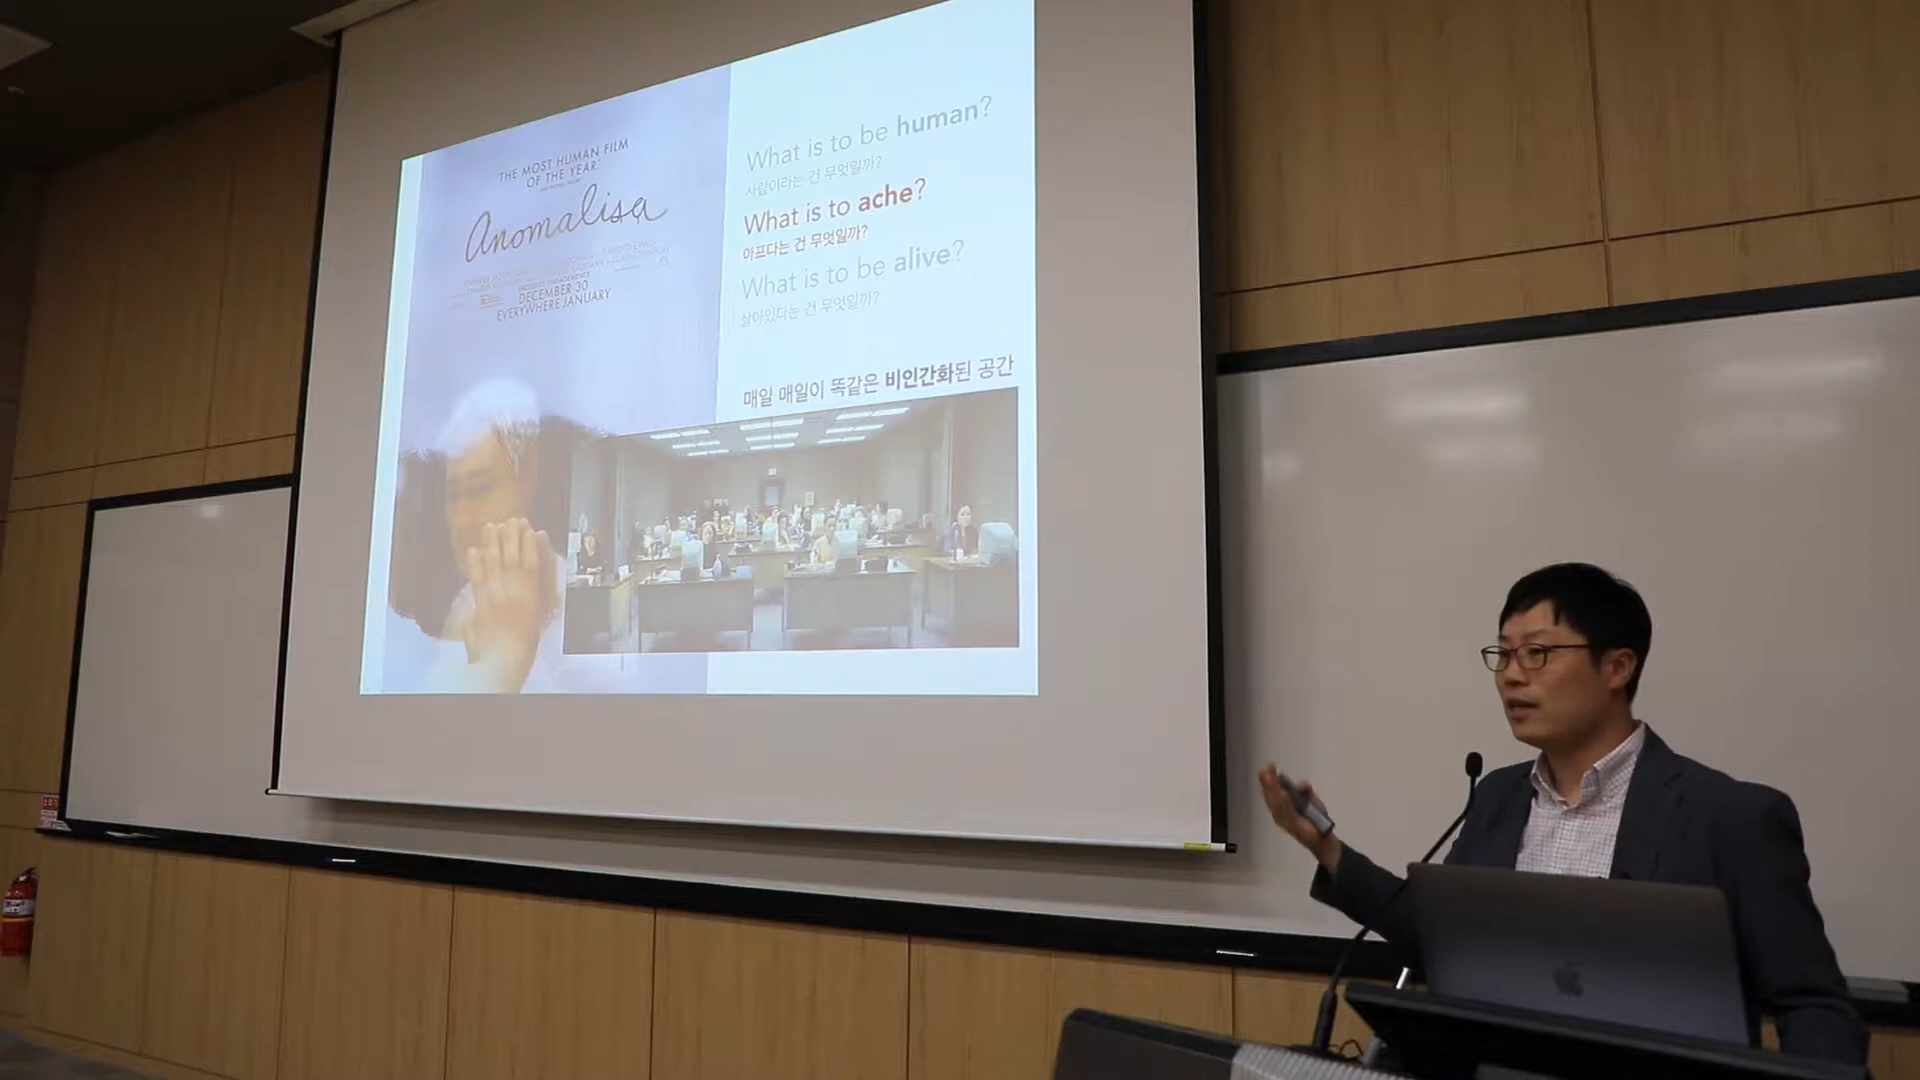 "THE MOST HUMAN FILM
OF THE YEAR."
Anomalisa
DECEMBER 30
EVERYWHERE JANUARY
What is to be human?
사람이라는 건 무엇일까?
What is to ache?
아프다는 건 무엇일까?
What is to be alive?
살아있다는 건 무엇일까?
매일 매일이 똑같은 비인간화된 공간